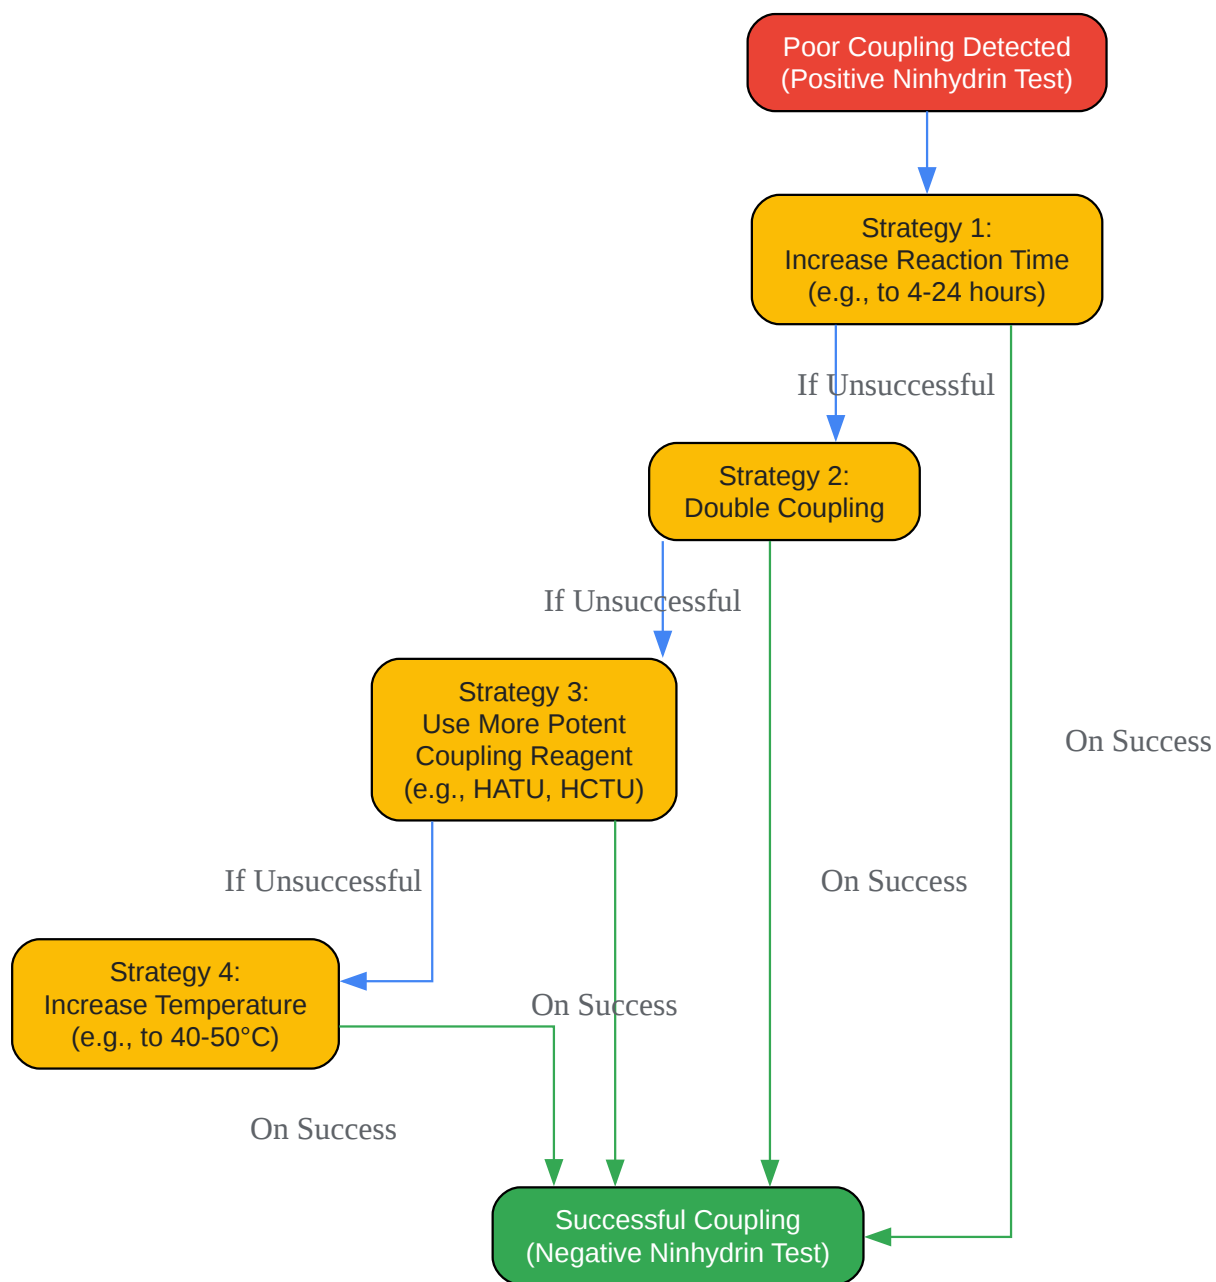 Poor Coupling Detected
(Positive Ninhydrin Test)
Strategy 1:
Increase Reaction Time
(e.g., to 4-24 hours)
If Unsuccessful
Strategy 2:
Double Coupling
If Unsuccessful
Strategy 3:
Use More Potent
Coupling Reagent
(e.g., HATU, HCTU)
On Success
If Unsuccessful
On Success
Strategy 4:
Increase Temperature
(e.g., to 40-50°C)
On Success
On Success
Successful Coupling
(Negative Ninhydrin Test)